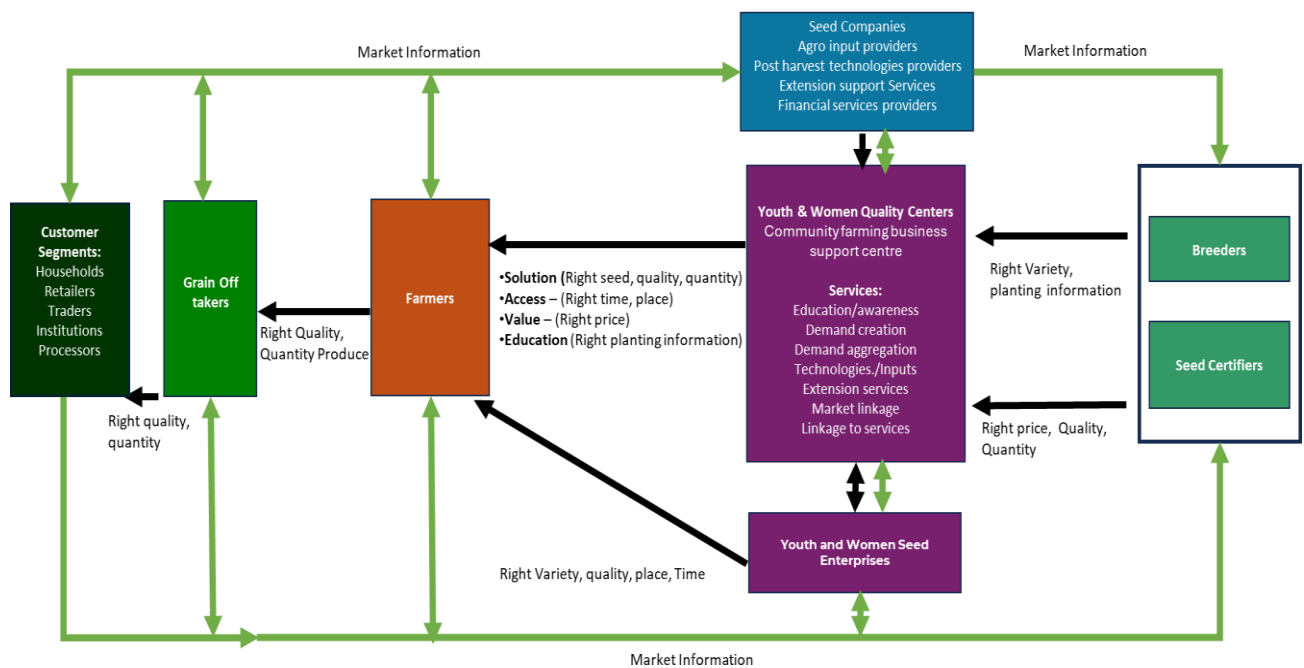 Market Information
Seed Companies
Agro input providers
Post harvest technologies providers
Extension support Services
Financial services providers
Market Information
Customer
Segments:
Households
Retailers
Traders
Institutions
Processors
Grain Off
takers
Farmers
Right Quality,
Quantity Produce
Right quality,
quantity
•Solution (Right seed, quality, quantity)
•Access – (Right time, place)
•Value – (Right price)
•Education (Right planting information)
Youth & Women Quality Centers
Community farming business
support centre
Services:
Education/awareness
Demand creation
Demand aggregation
Technologies./Inputs
Extension services
Market linkage
Linkage to services
Right Variety,
planting information
Breeders
Seed Certifiers
Right price, Quality,
Quantity
Youth and Women Seed
Enterprises
Right Variety, quality, place, Time
Market Information